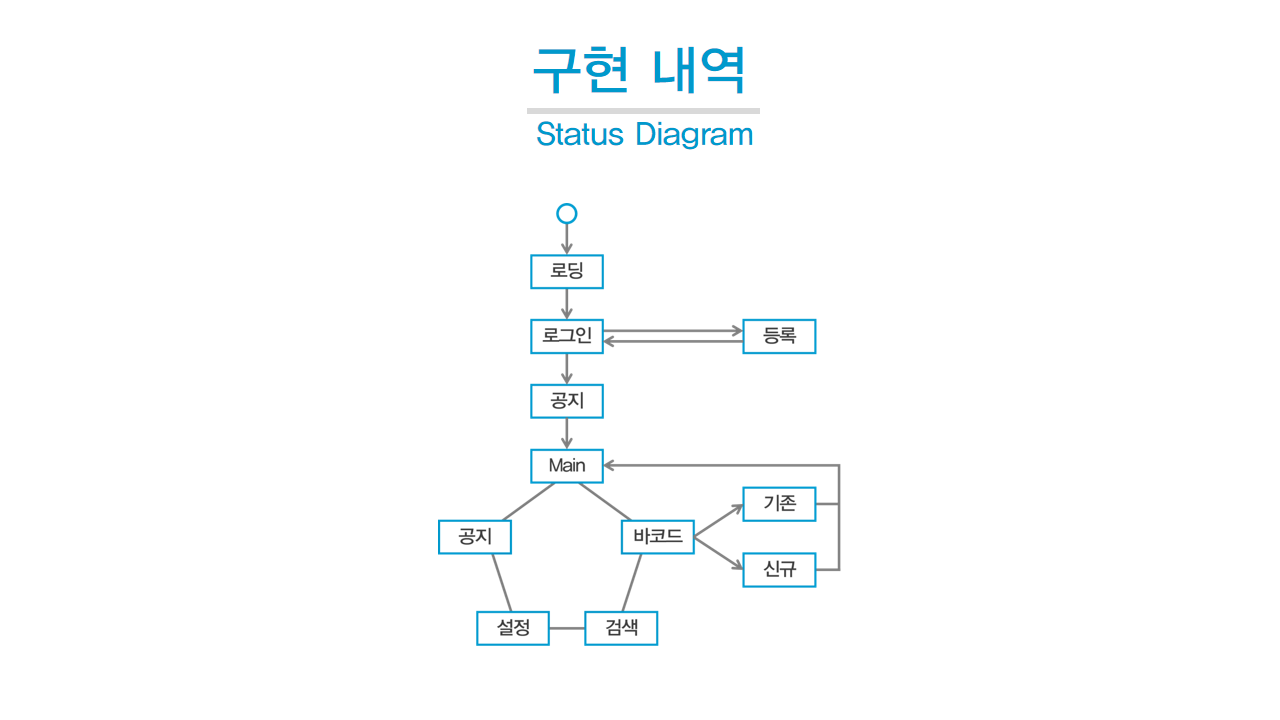 구현 내역
Status Diagram
로딩
로그인
등록
공지
Main
기존
공지
바코드
신규
설정
검색